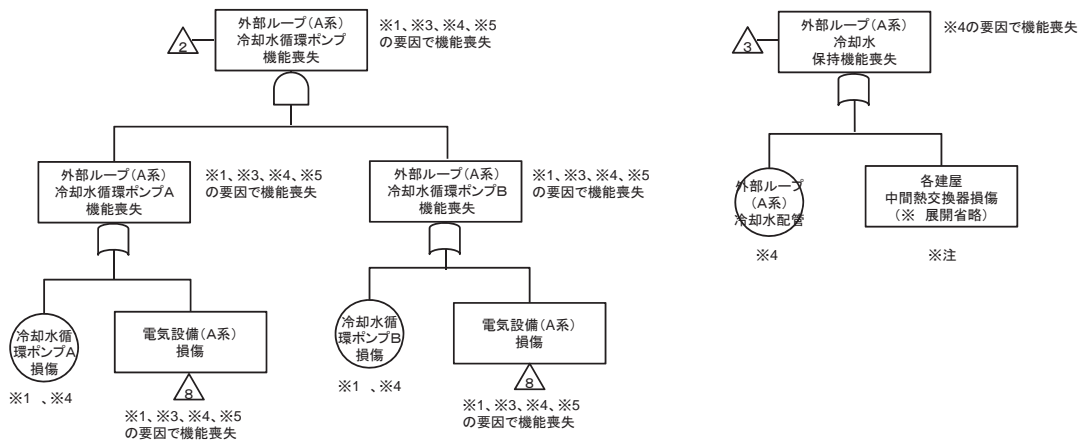 外部ループ（A系）
冷却水循環ポンプ
機能喪失
※1、※3、※4、※5
の要因で機能喪失
2
外部ループ（A系）
冷却水循環ポンプA
機能喪失
※1、※3、※4、※5
の要因で機能喪失
外部ループ（A系）
冷却水循環ポンプB
機能喪失
※1、※3、※4、※5
の要因で機能喪失
冷却水循
環ポンプA
損傷
※1 、※4
電気設備（A系）
損傷
8
※1、※3、※4、※5
の要因で機能喪失
冷却水循
環ポンプB
損傷
※1 、※4
電気設備（A系）
損傷
8
※1、※3、※4、※5
の要因で機能喪失
3
外部ループ（A系）
冷却水
保持機能喪失
※4の要因で機能喪失
外部ループ
（A系）
冷却水配管
※4
各建屋
中間熱交換器損傷
（※ 展開省略）
※注